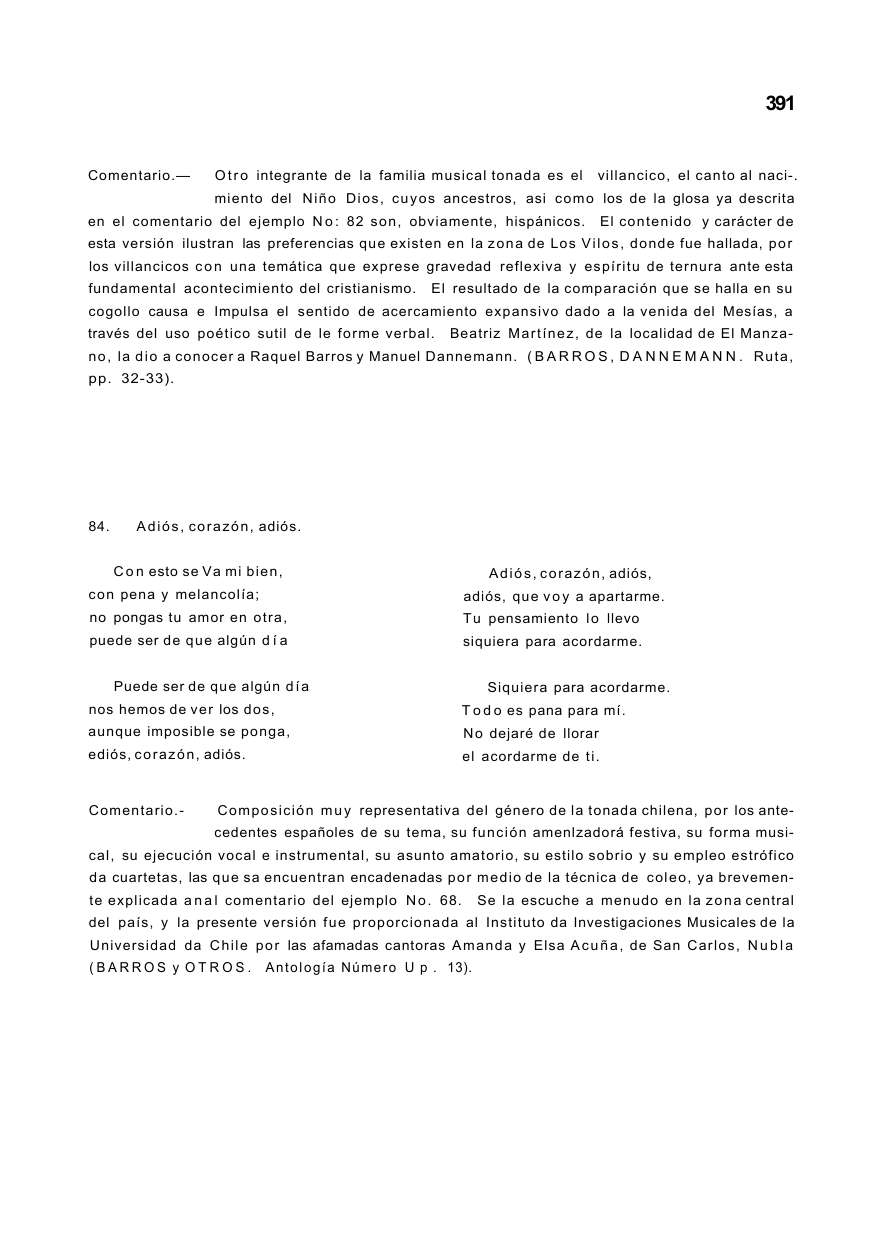 391
Comentario.— Otro integrante de la familia musical tonada es el villancico, el canto al naci-.
miento del Niño Dios, cuyos ancestros, asi como los de la glosa ya descrita
en el comentario del ejemplo No: 82 son, obviamente, hispánicos. El contenido y carácter de
esta versión ilustran las preferencias que existen en la zona de Los Vilos, donde fue hallada, por
los villancicos con una temática que exprese gravedad reflexiva y espíritu de ternura ante esta
fundamental acontecimiento del cristianismo. El resultado de la comparación que se halla en su
cogollo causa e Impulsa el sentido de acercamiento expansivo dado a la venida del Mesías, a
través del uso poético sutil de le forme verbal. Beatriz Martínez, de la localidad de El Manza-
no, la dio a conocer a Raquel Barros y Manuel Dannemann. (BARROS, DANNEMANN. Ruta,
pp. 32-33).
84. Adiós, corazón, adiós.
Con esto se Va mi bien,
con pena y melancolía;
no pongas tu amor en otra,
puede ser de que algún día
Puede ser de que algún día
nos hemos de ver los dos,
aunque imposible se ponga,
ediós, corazón, adiós.
Adiós, corazón, adiós,
adiós, que voy a apartarme.
Tu pensamiento lo llevo
siquiera para acordarme.
Siquiera para acordarme.
Todo es pana para mí.
No dejaré de llorar
el acordarme de ti.
Comentario.- Composición muy representativa del género de la tonada chilena, por los ante-
cedentes españoles de su tema, su función amenlzadorá festiva, su forma musi-
cal, su ejecución vocal e instrumental, su asunto amatorio, su estilo sobrio y su empleo estrófico
da cuartetas, las que sa encuentran encadenadas por medio de la técnica de coleo, ya brevemen-
te explicada anal comentario del ejemplo No. 68. Se la escuche a menudo en la zona central
del país, y la presente versión fue proporcionada al Instituto da Investigaciones Musicales de la
Universidad da Chile por las afamadas cantoras Amanda y Elsa Acuña, de San Carlos, Nubla
(BARROS y OTROS. Antología Número U p. 13).